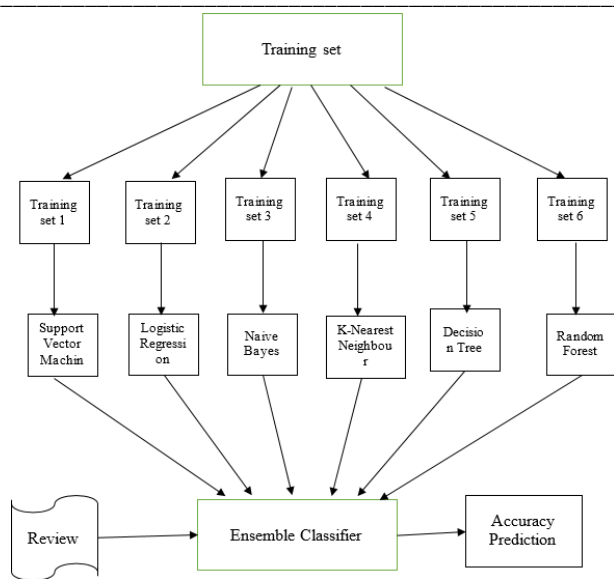 Training set
Training
set 1
Training
set 2
Training
set 3
Training
set 4
Training
set 5
Training
set 6
Support
Vector
Machin
Logistic
Regressi
on
Naive
Bayes
K-Nearest
Neighbou
r
Decisio
n Tree
Random
Forest
Review
Ensemble Classifier
Accuracy
Prediction